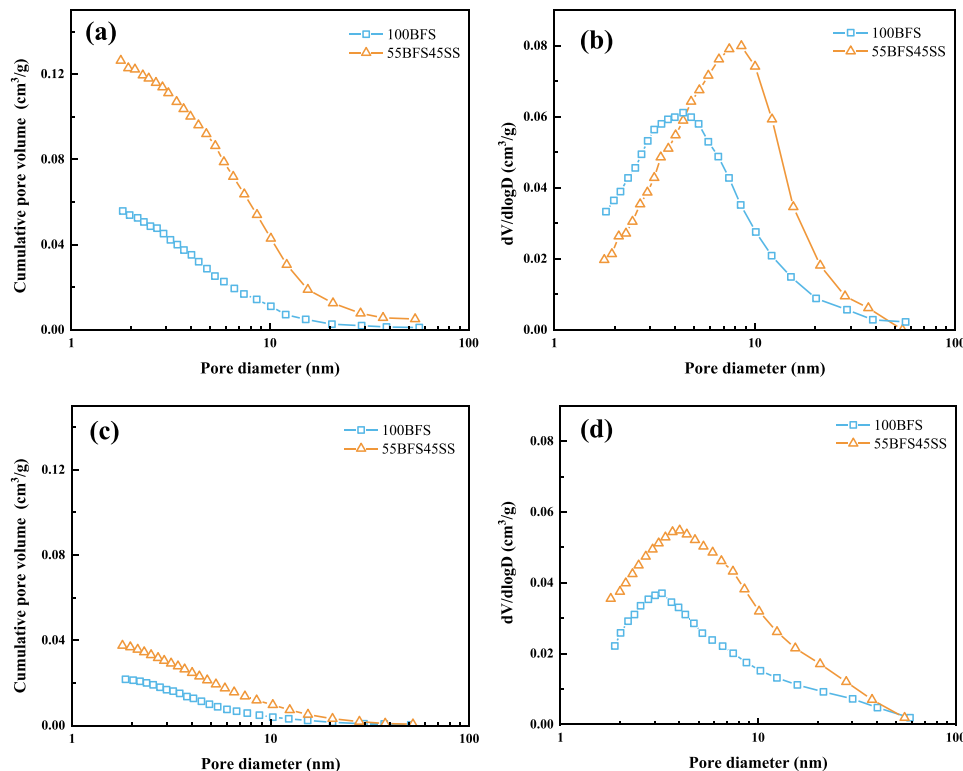 (a)
100BFS
55BFS45SS
Cumulative pore volume (cm³/g)
0.12
0.08
0.04
0.00
1
10
100
Pore diameter (nm)
(b)
100BFS
55BFS45SS
dV/dlogD (cm³/g)
0.08
0.06
0.04
0.02
0.00
1
10
100
Pore diameter (nm)
(c)
100BFS
55BFS45SS
Cumulative pore volume (cm³/g)
0.12
0.08
0.04
0.00
1
10
100
Pore diameter (nm)
(d)
100BFS
55BFS45SS
dV/dlogD (cm³/g)
0.08
0.06
0.04
0.02
0.00
1
10
100
Pore diameter (nm)